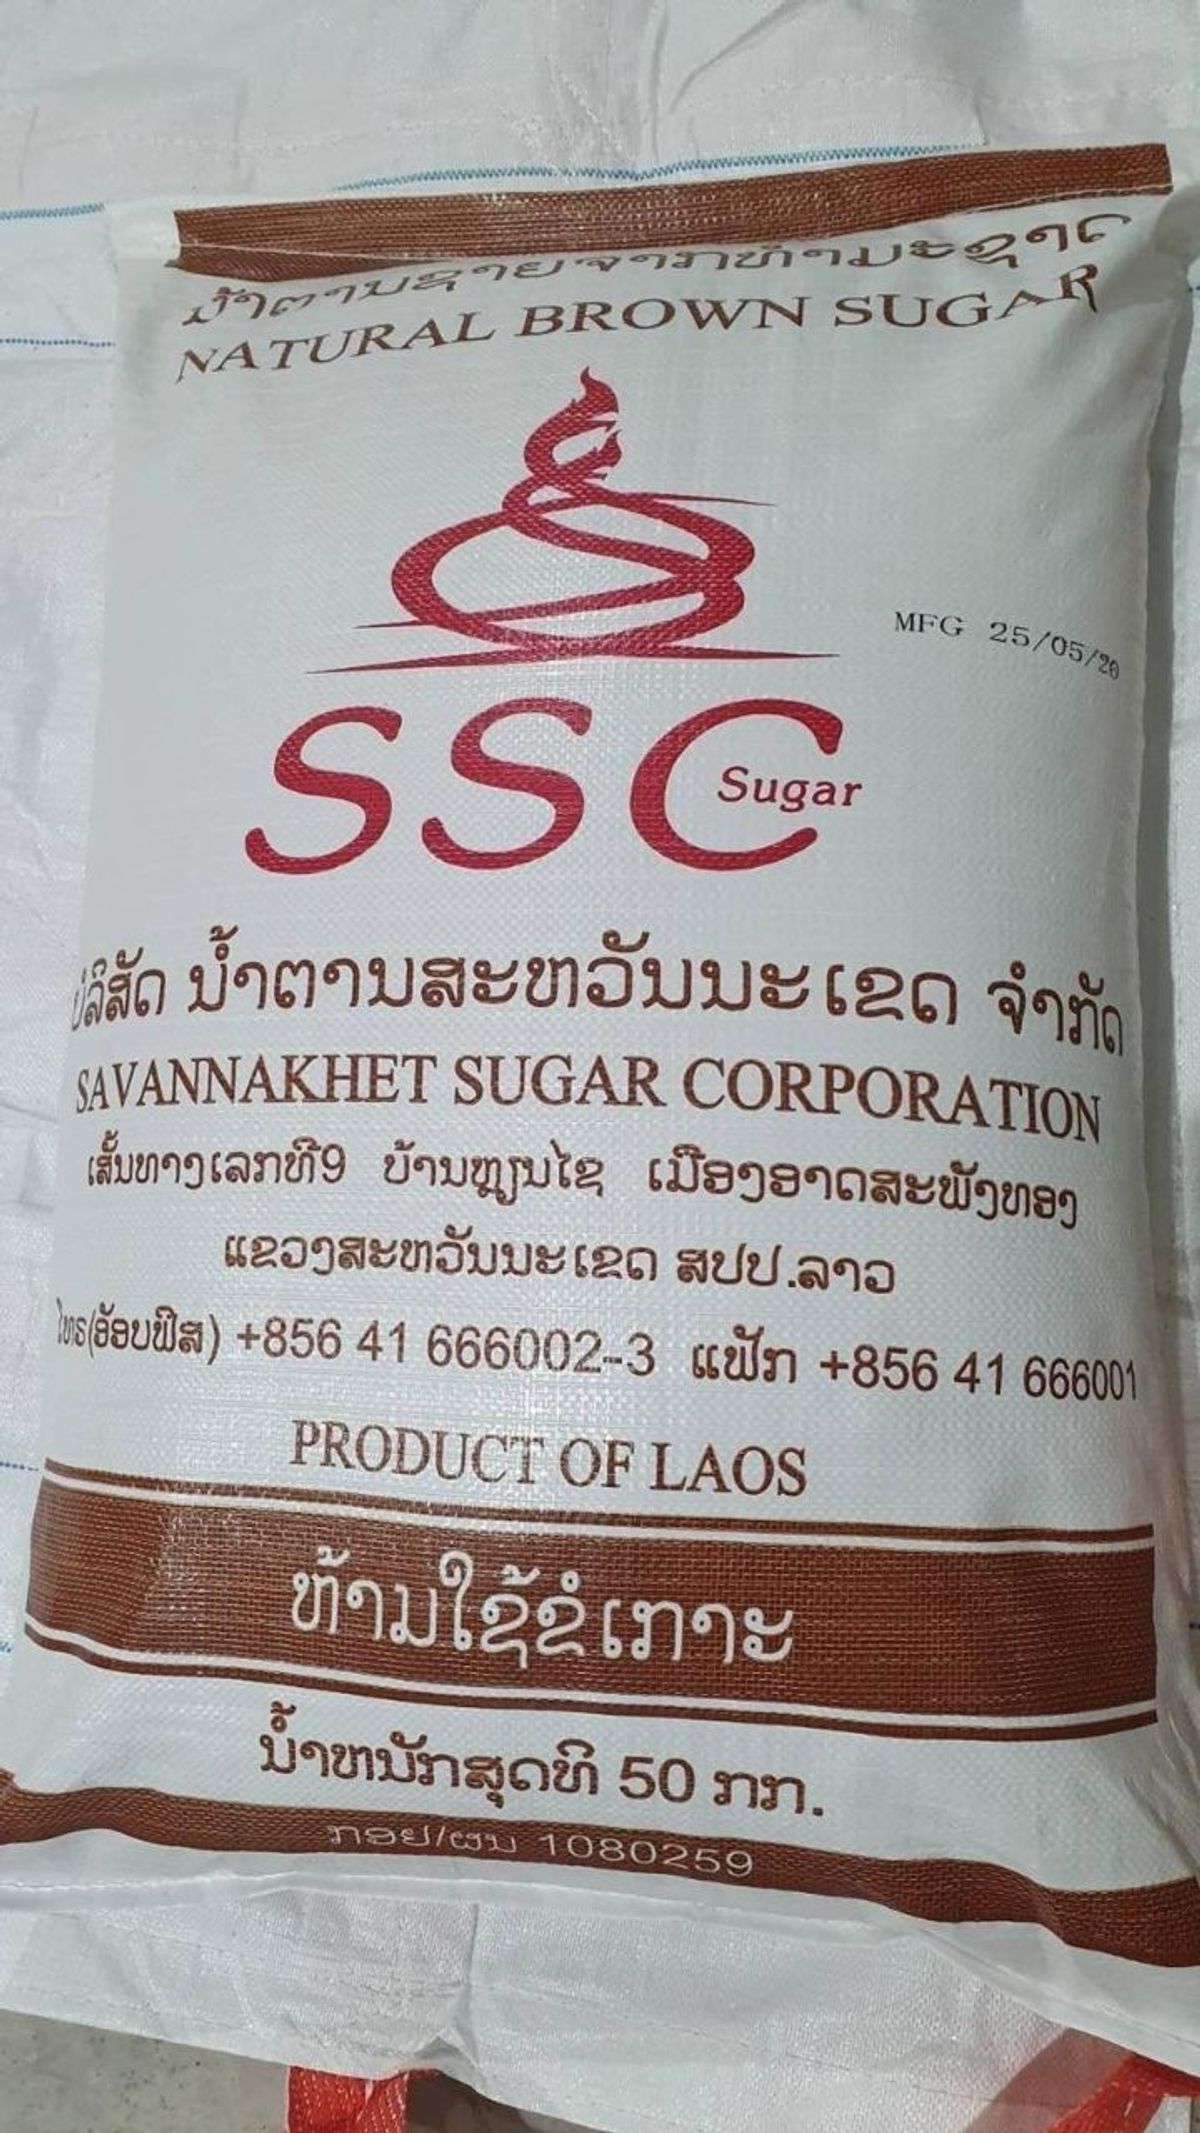 ນ້ຳຕານຊາຍຈາກທຳມະຊາດ
NATURAL BROWN SUGAR
MFG 25/05/20
SSC
Sugar
ບໍລິສັດ ນ້ຳຕານສະຫວັນນະເຂດ ຈຳກັດ
SAVANNAKHET SUGAR CORPORATION
ເສັ້ນທາງເລກທີ9 ບ້ານຫຼຽນໄຊ ເມືອງອາດສະພັງທອງ
ແຂວງສະຫວັນນະເຂດ ສປປ.ລາວ
ໂທຣ(ອັອບຟິສ) +856 41 666002-3 ແຟັກ +856 41 666001
PRODUCT OF LAOS
ຫ້າມໃຊ້ຂໍເກາະ
ນ້ຳຫນັກສຸດທິ 50 ກກ.
ກອຍ/ຜນ 1080259